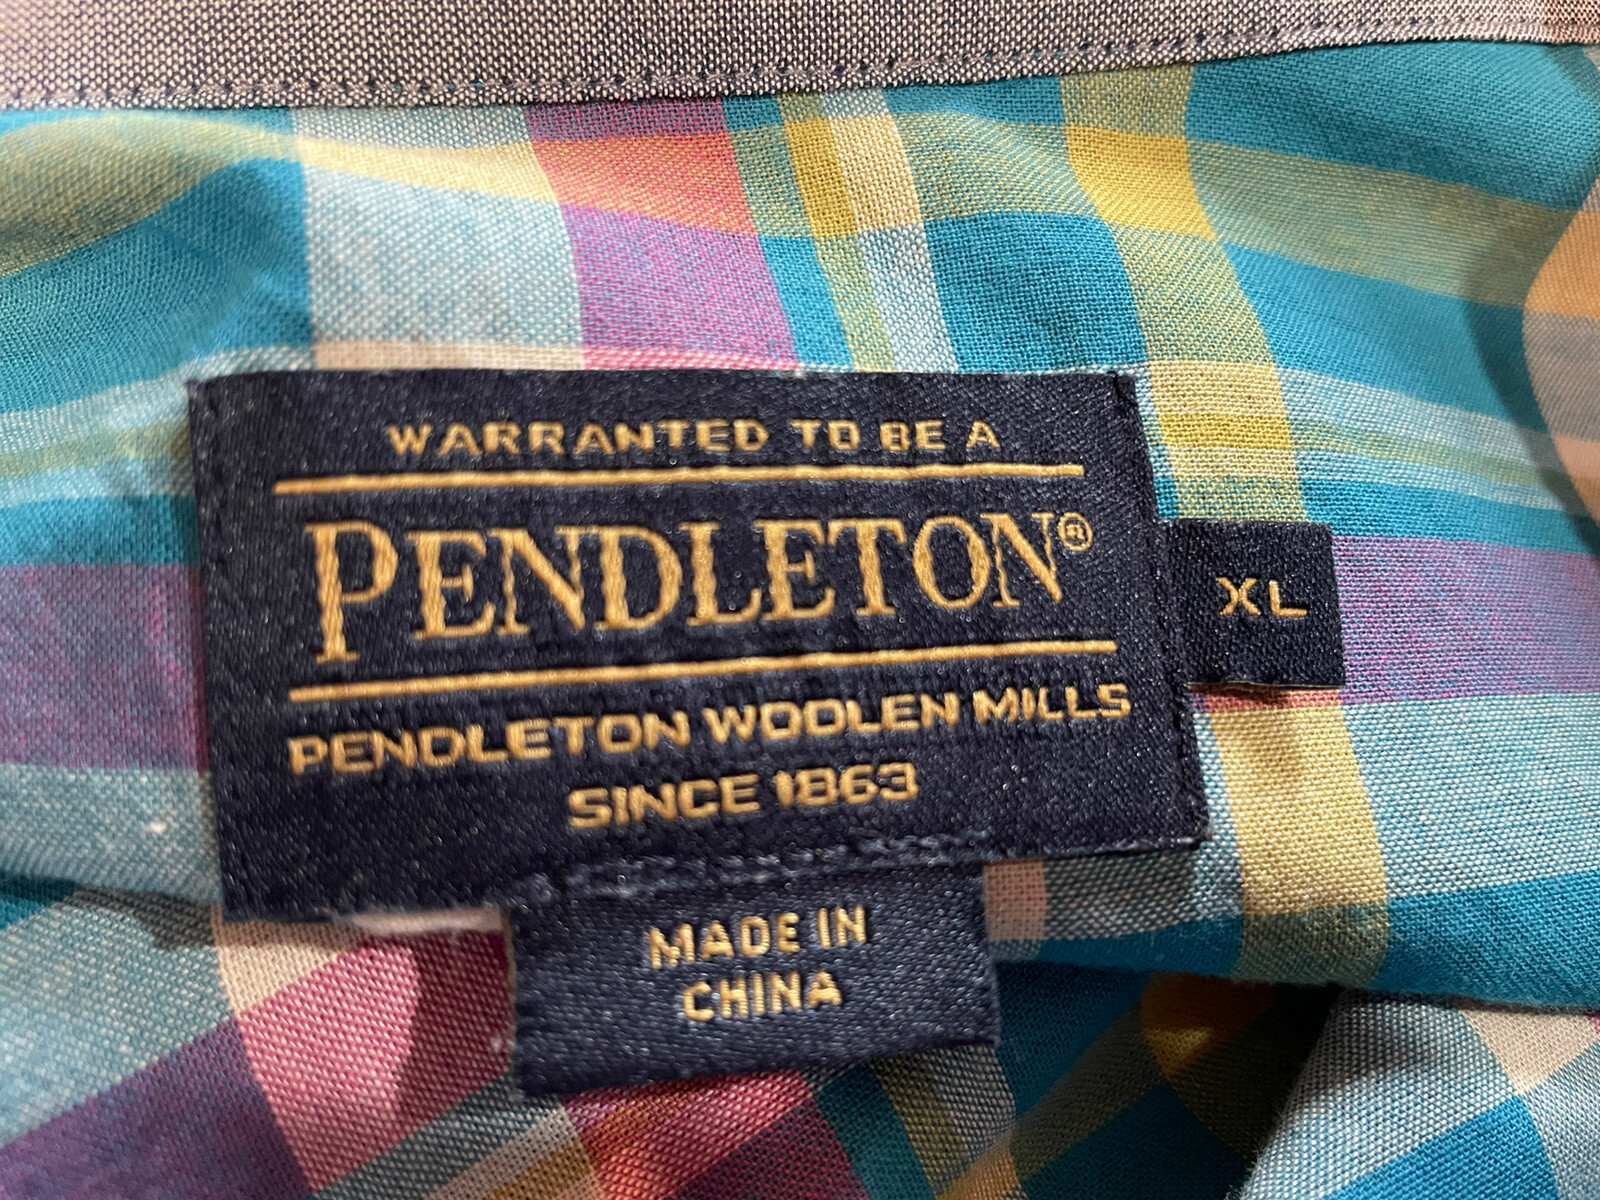 WARRANTED TO BE A
PENDLETON®
XL
PENDLETON WOOLEN MILLS
SINCE 1863
MADE IN
CHINA